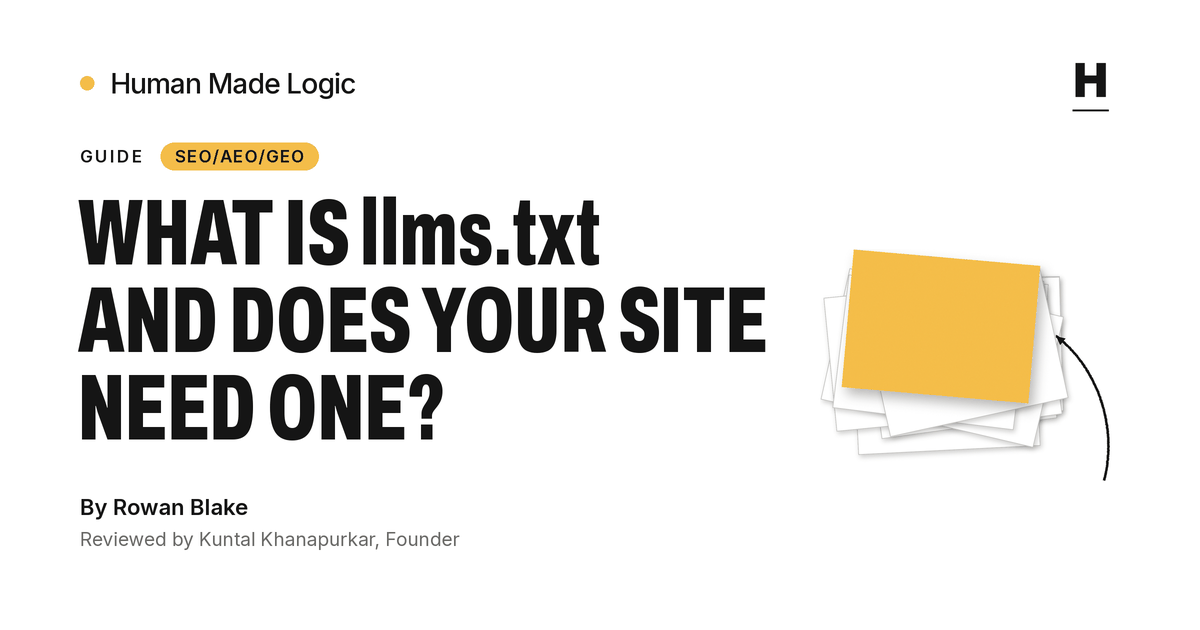 Human Made Logic
H
GUIDE SEO/AEO/GEO
WHAT IS llms.txt
AND DOES YOUR SITE
NEED ONE?
By Rowan Blake
Reviewed by Kuntal Khanapurkar, Founder